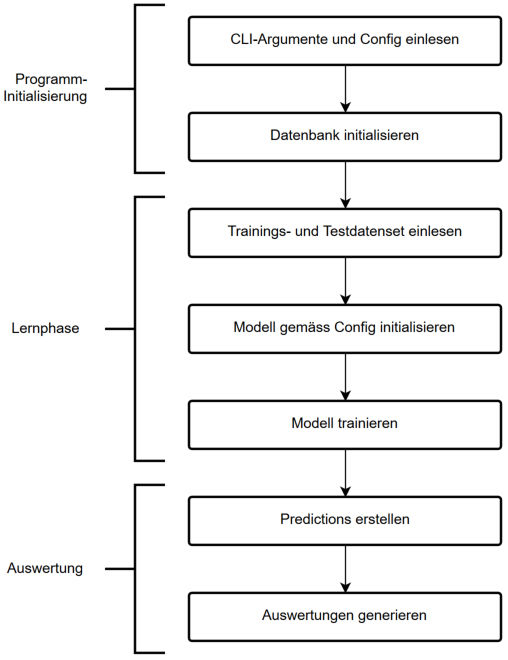 CLI-Argumente und Config einlesen
Programm-
Initialisierung
Datenbank initialisieren
Trainings- und Testdatenset einlesen
Lernphase
Modell gemäss Config initialisieren
Modell trainieren
Predictions erstellen
Auswertung
Auswertungen generieren